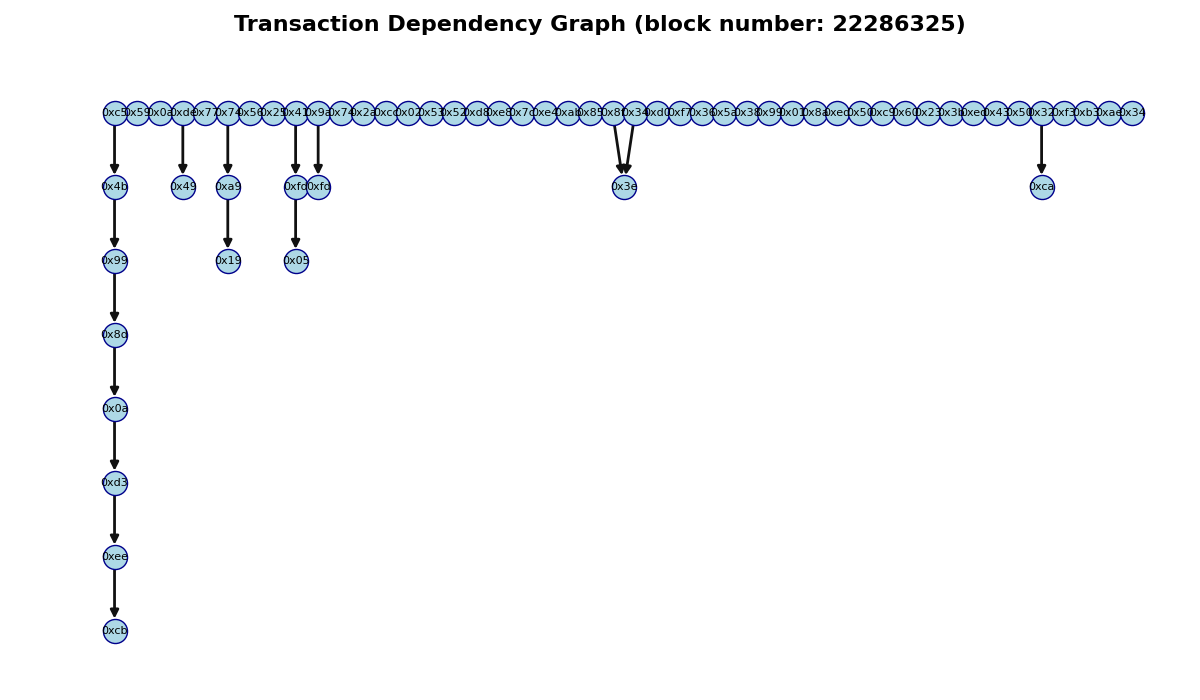 Transaction Dependency Graph (block number: 22286325)
0xc5 0x59 0x0a 0xde 0x77 0x74 0x56 0x25 0x41 0x9a 0x74 0x2a 0xcc 0x02 0x53 0x52 0xd8 0xe8 0x7c 0xe4 0xab 0x85 0x8f 0x34 0xd0 0xf7 0x36 0x5a 0x38 0x99 0x01 0x8a 0xed 0x50 0xc9 0x60 0x23 0x3b 0xe0 0x43 0x50 0x32 0xf3 0xb3 0xae 0x34
0x4b 0x49 0xa9 0xfd 0xfd 0x3e 0xca
0x99 0x19 0x05
0x8d
0x0a
0xd3
0xee
0xcb